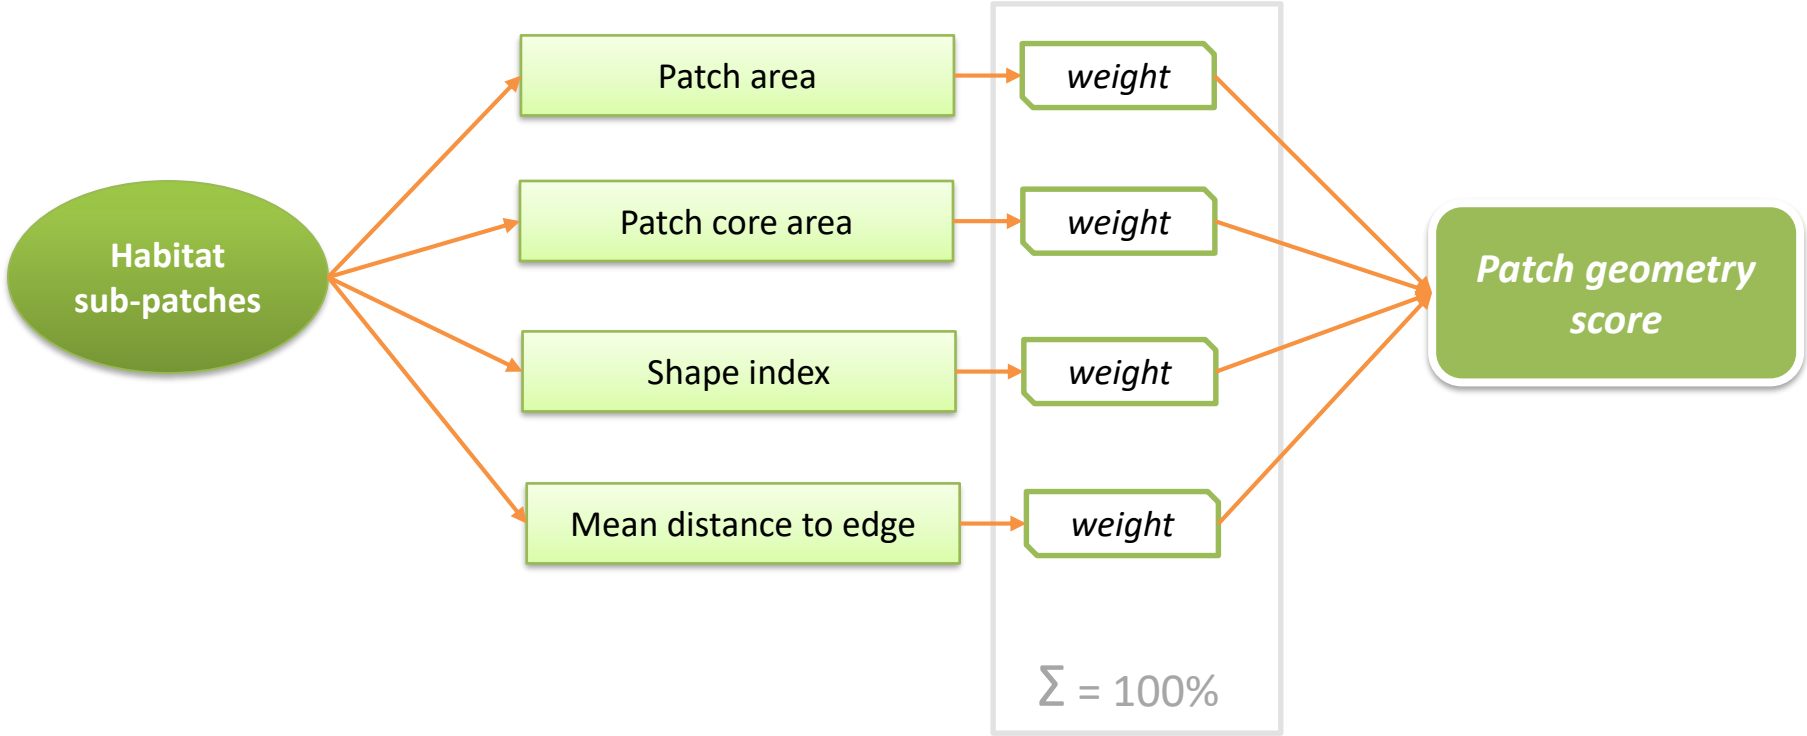 Habitat
sub-patches
Patch area
weight
Patch core area
weight
Shape index
weight
Mean distance to edge
weight
Σ = 100%
Patch geometry
score